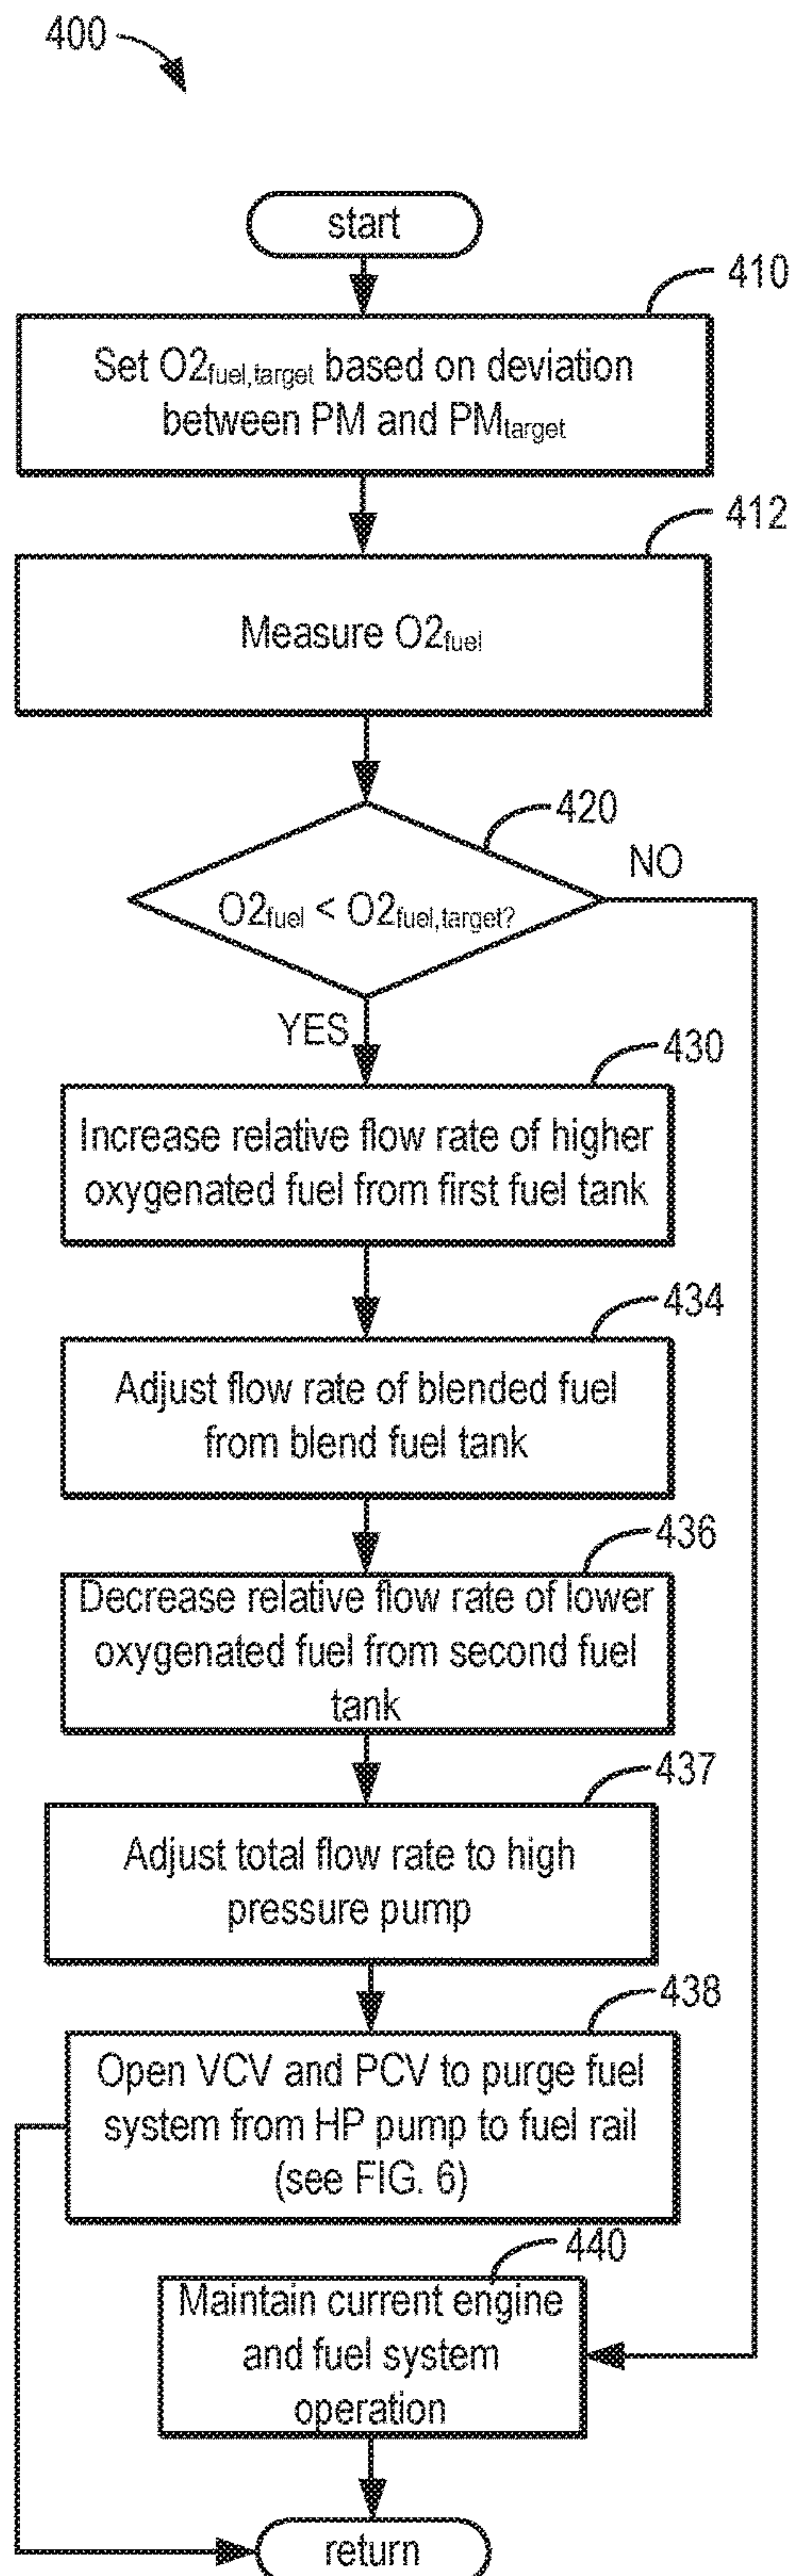 400
start
410
Set O2fuel,target based on deviation
between PM and PMtarget
412
Measure O2fuel
420
NO
O2fuel < O2fuel,target?
YES
430
Increase relative flow rate of higher
oxygenated fuel from first fuel tank
434
Adjust flow rate of blended fuel
from blend fuel tank
436
Decrease relative flow rate of lower
oxygenated fuel from second fuel
tank
437
Adjust total flow rate to high
pressure pump
438
Open VCV and PCV to purge fuel
system from HP pump to fuel rail
(see FIG. 6)
440
Maintain current engine
and fuel system
operation
return